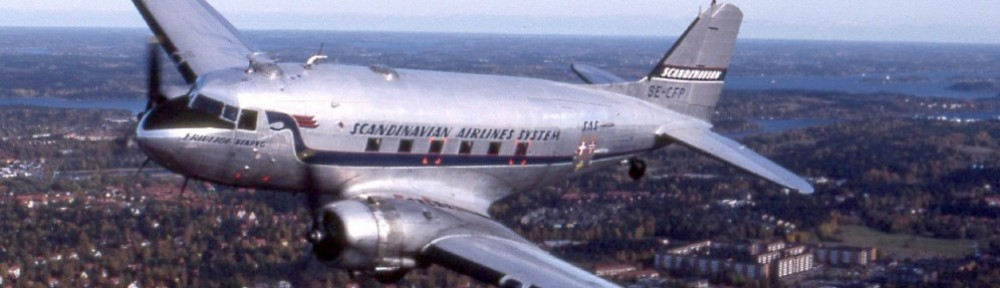 SCANDINAVIAN
SE-CFP
SCANDINAVIAN AIRLINES SYSTEM
SAS